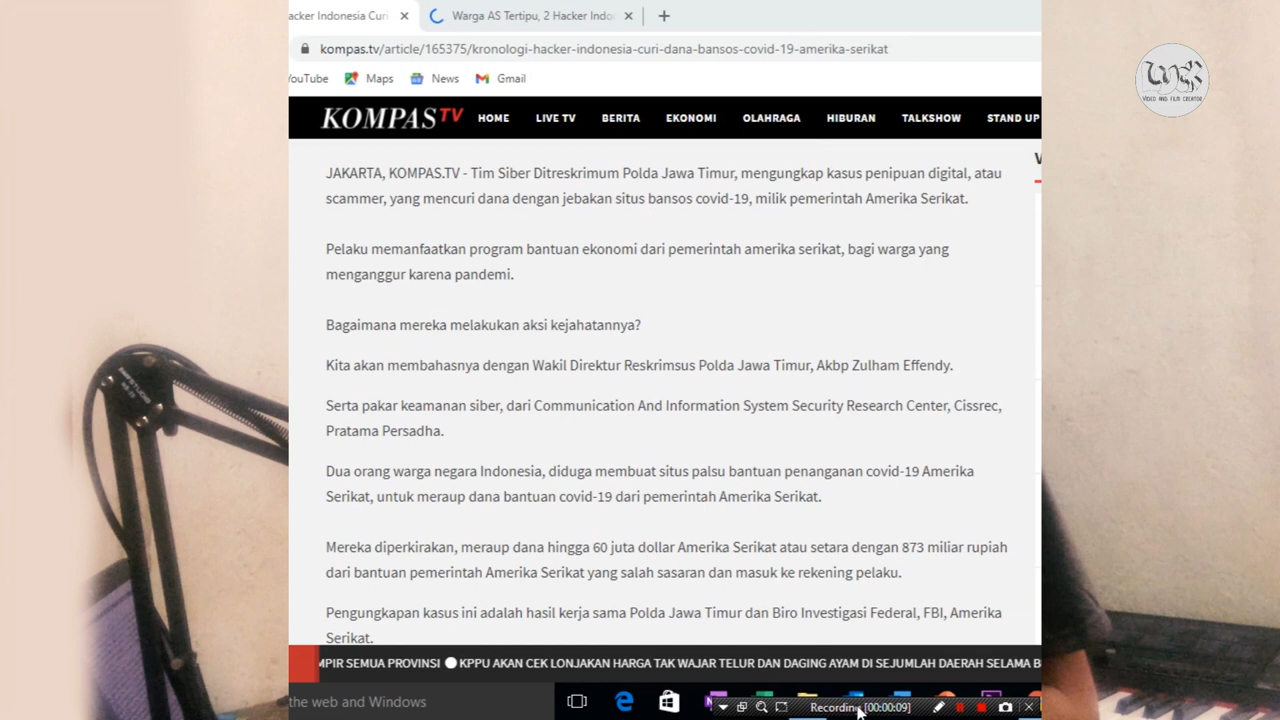 acker Indonesia Curi
Warga AS Tertipu, 2 Hacker Indo
kompas.tv/article/165375/kronologi-hacker-indonesia-curi-dana-bansos-covid-19-amerika-serikat
YouTube Maps News Gmail
VIDEO AND FILM CREATOR
KOMPASTV HOME LIVE TV BERITA EKONOMI OLAHRAGA HIBURAN TALKSHOW STAND UP
JAKARTA, KOMPAS.TV - Tim Siber Ditreskrimum Polda Jawa Timur, mengungkap kasus penipuan digital, atau
scammer, yang mencuri dana dengan jebakan situs bansos covid-19, milik pemerintah Amerika Serikat.
Pelaku memanfaatkan program bantuan ekonomi dari pemerintah amerika serikat, bagi warga yang
menganggur karena pandemi.
Bagaimana mereka melakukan aksi kejahatannya?
Kita akan membahasnya dengan Wakil Direktur Reskrimsus Polda Jawa Timur, Akbp Zulham Effendy.
Serta pakar keamanan siber, dari Communication And Information System Security Research Center, Cissrec,
Pratama Persadha.
Dua orang warga negara Indonesia, diduga membuat situs palsu bantuan penanganan covid-19 Amerika
Serikat, untuk meraup dana bantuan covid-19 dari pemerintah Amerika Serikat.
Mereka diperkirakan, meraup dana hingga 60 juta dollar Amerika Serikat atau setara dengan 873 miliar rupiah
dari bantuan pemerintah Amerika Serikat yang salah sasaran dan masuk ke rekening pelaku.
Pengungkapan kasus ini adalah hasil kerja sama Polda Jawa Timur dan Biro Investigasi Federal, FBI, Amerika
Serikat.
MPIR SEMUA PROVINSI KPPU AKAN CEK LONJAKAN HARGA TAK WAJAR TELUR DAN DAGING AYAM DI SEJUMLAH DAERAH SELAMA
the web and Windows
Recording [00:00:09]